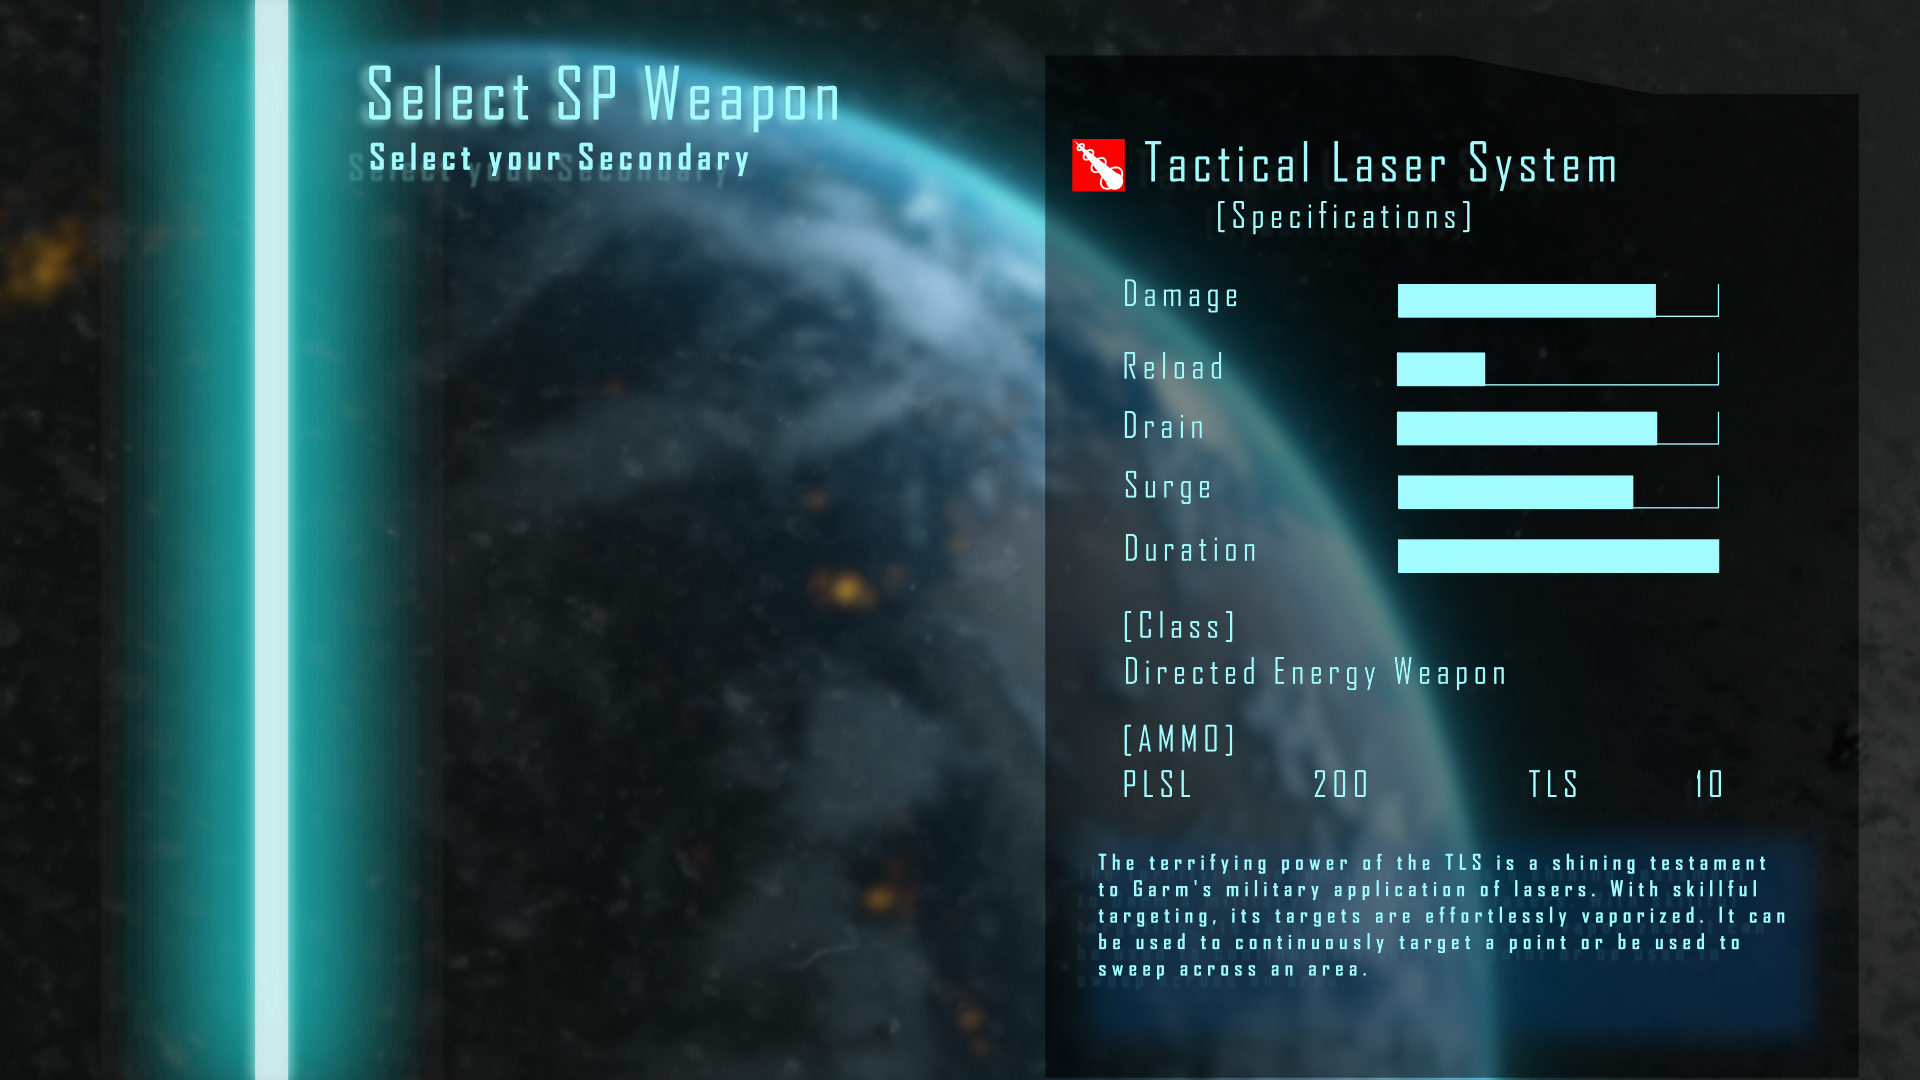 Select SP Weapon
Select your Secondary
Tactical Laser System
[Specifications]
Damage
Reload
Drain
Surge
Duration
[Class]
Directed Energy Weapon
[AMMO]
PLSL 200 TLS 10
The terrifying power of the TLS is a shining testament
to Garm's military application of lasers. With skillful
targeting, its targets are effortlessly vaporized. It can
be used to continuously target a point or be used to
sweep across an area.